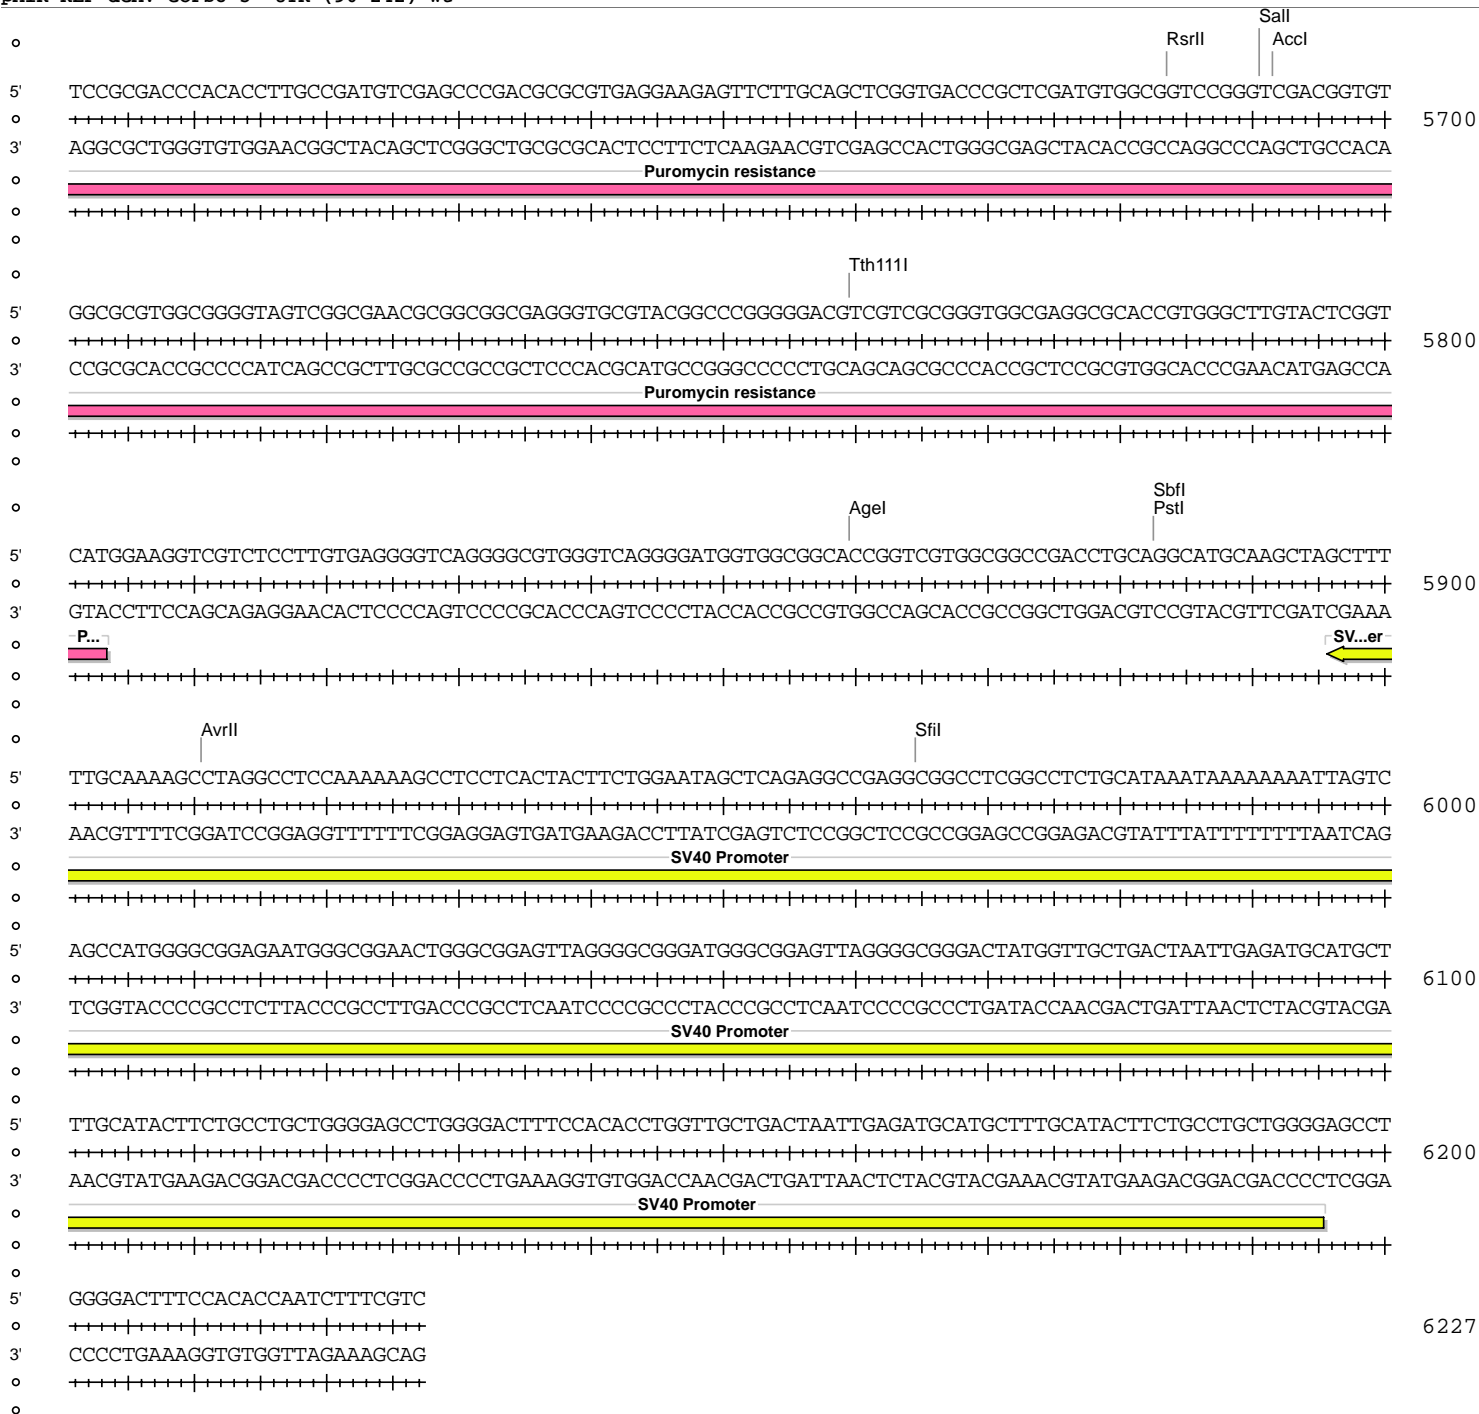 SalI
RsrII AccI
5' TCCGCGACCCACACCTTGCCGATGTCGAGCCCGACGCGCGTGAGGAAGAGTTCTTGCAGCTCGGTGACCCGCTCGATGTGGCGGTCCGGGTCGACGGTGT
5700
3' AGGCGCTGGGTGTGGAACGGCTACAGCTCGGGCTGCGCGCACTCCTTCTCAAGAACGTCGAGCCACTGGGCGAGCTACACCGCCAGGCCCAGCTGCCACA
Puromycin resistance
Tth111I
5' GGCGCGTGGCGGGGTAGTCGGCGAACGCGGCGGCGAGGGTGCGTACGGCCCGGGGGACGTCGTCGCGGGTGGCGAGGCGCACCGTGGGCTTGTACTCGGT
5800
3' CCGCGCACCGCCCCATCAGCCGCTTGCGCCGCCGCTCCCACGCATGCCGGGCCCCCTGCAGCAGCGCCCACCGCTCCGCGTGGCACCCGAACATGAGCCA
Puromycin resistance
SbfI
AgeI PstI
5' CATGGAAGGTCGTCTCCTTGTGAGGGGTCAGGGGCGTGGGTCAGGGGATGGTGGCGGCACCGGTCGTGGCGGCCGACCTGCAGGCATGCAAGCTAGCTTT
5900
3' GTACCTTCCAGCAGAGGAACACTCCCCAGTCCCCGCACCCAGTCCCCTACCACCGCCGTGGCCAGCACCGCCGGCTGGACGTCCGTACGTTCGATCGAAA
P... SV...er
AvrII SfiI
5' TTGCAAAAGCCTAGGCCTCCAAAAAAGCCTCCTCACTACTTCTGGAATAGCTCAGAGGCCGAGGCGGCCTCGGCCTCTGCATAAATAAAAAAAATTAGTC
6000
3' AACGTTTTCGGATCCGGAGGTTTTTTCGGAGGAGTGATGAAGACCTTATCGAGTCTCCGGCTCCGCCGGAGCCGGAGACGTATTTATTTTTTTTAATCAG
SV40 Promoter
5' AGCCATGGGGCGGAGAATGGGCGGAACTGGGCGGAGTTAGGGGCGGGATGGGCGGAGTTAGGGGCGGGACTATGGTTGCTGACTAATTGAGATGCATGCT
6100
3' TCGGTACCCCGCCTCTTACCCGCCTTGACCCGCCTCAATCCCCGCCCTACCCGCCTCAATCCCCGCCCTGATACCAACGACTGATTAACTCTACGTACGA
SV40 Promoter
5' TTGCATACTTCTGCCTGCTGGGGAGCCTGGGGACTTTCCACACCTGGTTGCTGACTAATTGAGATGCATGCTTTGCATACTTCTGCCTGCTGGGGAGCCT
6200
3' AACGTATGAAGACGGACGACCCCTCGGACCCCTGAAAGGTGTGGACCAACGACTGATTAACTCTACGTACGAAACGTATGAAGACGGACGACCCCTCGGA
SV40 Promoter
5' GGGGACTTTCCACACCAATCTTTCGTC
6227
3' CCCCTGAAAGGTGTGGTTAGAAAGCAG